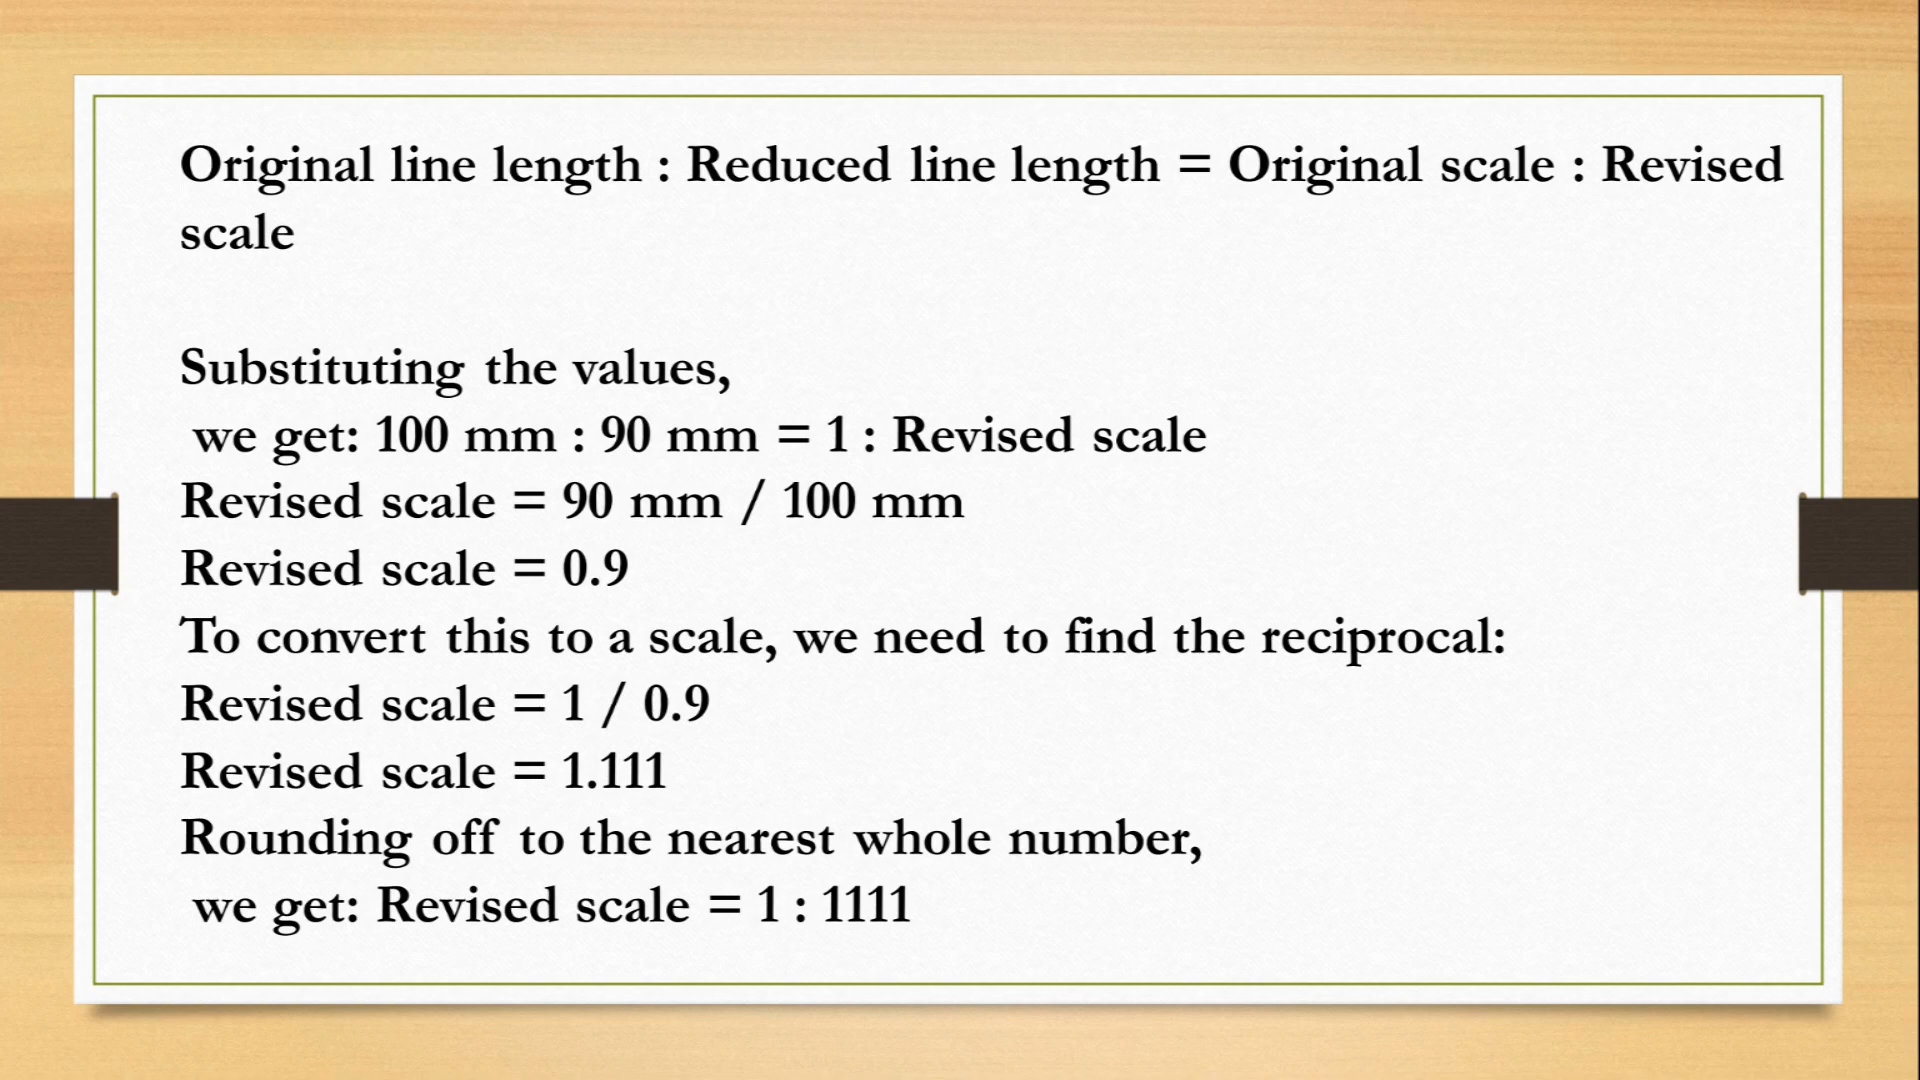 Original line length : Reduced line length = Original scale : Revised
scale
Substituting the values,
we get: 100 mm : 90 mm = 1 : Revised scale
Revised scale = 90 mm / 100 mm
Revised scale = 0.9
To convert this to a scale, we need to find the reciprocal:
Revised scale = 1 / 0.9
Revised scale = 1.111
Rounding off to the nearest whole number,
we get: Revised scale = 1 : 1111